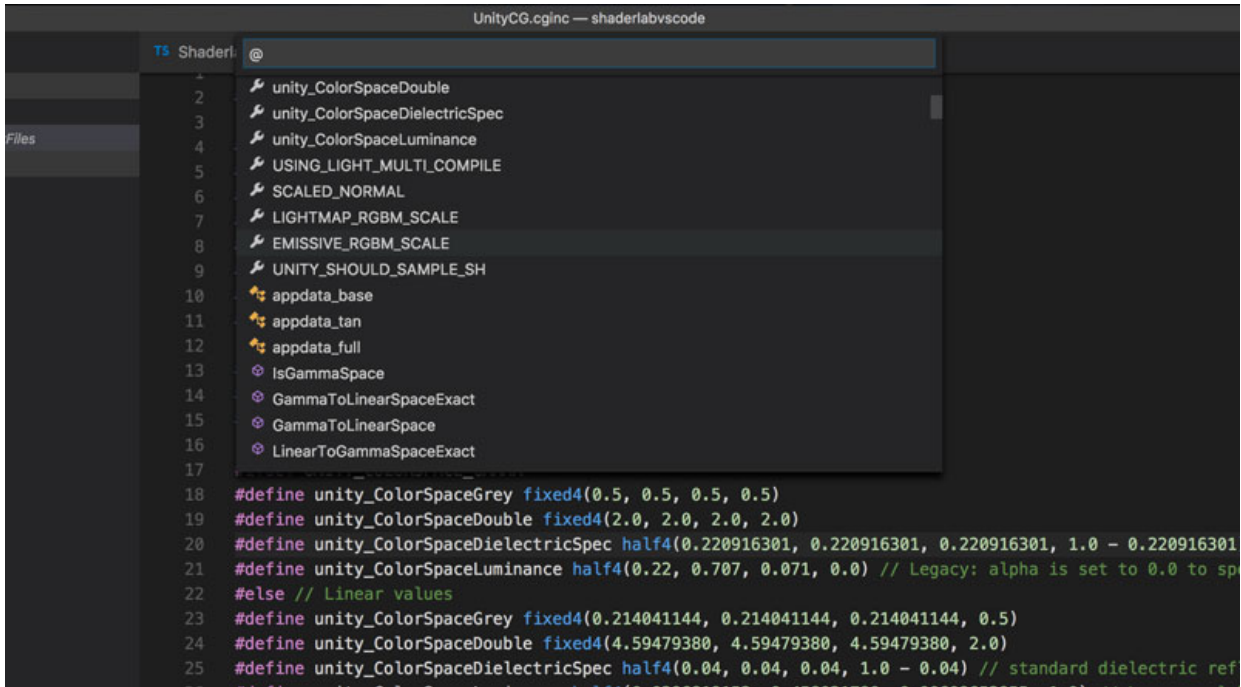 UnityCG.cginc — shaderlabvscode
TS Shaderl
@
unity_ColorSpaceDouble
unity_ColorSpaceDielectricSpec
unity_ColorSpaceLuminance
USING_LIGHT_MULTI_COMPILE
SCALED_NORMAL
LIGHTMAP_RGBM_SCALE
EMISSIVE_RGBM_SCALE
UNITY_SHOULD_SAMPLE_SH
appdata_base
appdata_tan
appdata_full
IsGammaSpace
GammaToLinearSpaceExact
GammaToLinearSpace
LinearToGammaSpaceExact
Files
1
2
3
4
5
6
7
8
9
10
11
12
13
14
15
16
17
18 #define unity_ColorSpaceGrey fixed4(0.5, 0.5, 0.5, 0.5)
19 #define unity_ColorSpaceDouble fixed4(2.0, 2.0, 2.0, 2.0)
20 #define unity_ColorSpaceDielectricSpec half4(0.220916301, 0.220916301, 0.220916301, 1.0 - 0.220916301
21 #define unity_ColorSpaceLuminance half4(0.22, 0.707, 0.071, 0.0) // Legacy: alpha is set to 0.0 to spe
22 #else // Linear values
23 #define unity_ColorSpaceGrey fixed4(0.214041144, 0.214041144, 0.214041144, 0.5)
24 #define unity_ColorSpaceDouble fixed4(4.59479380, 4.59479380, 4.59479380, 2.0)
25 #define unity_ColorSpaceDielectricSpec half4(0.04, 0.04, 0.04, 1.0 - 0.04) // standard dielectric refl